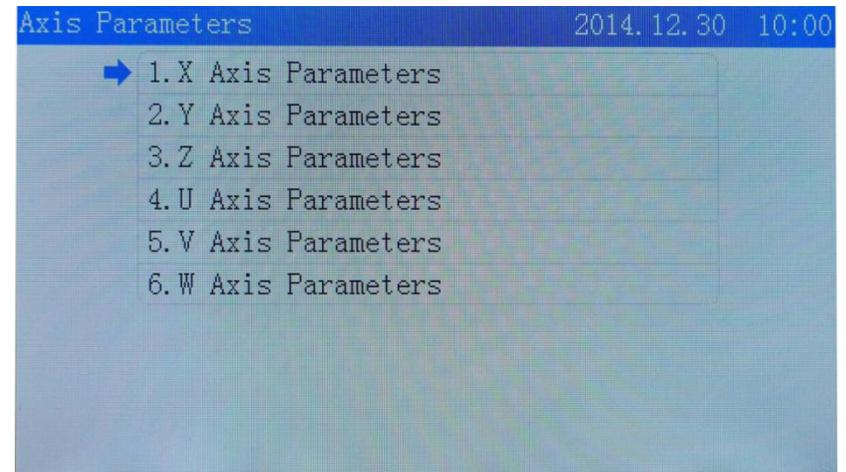 Axis Parameters 2014.12.30 10:00
1.X Axis Parameters
2.Y Axis Parameters
3.Z Axis Parameters
4.U Axis Parameters
5.V Axis Parameters
6.W Axis Parameters